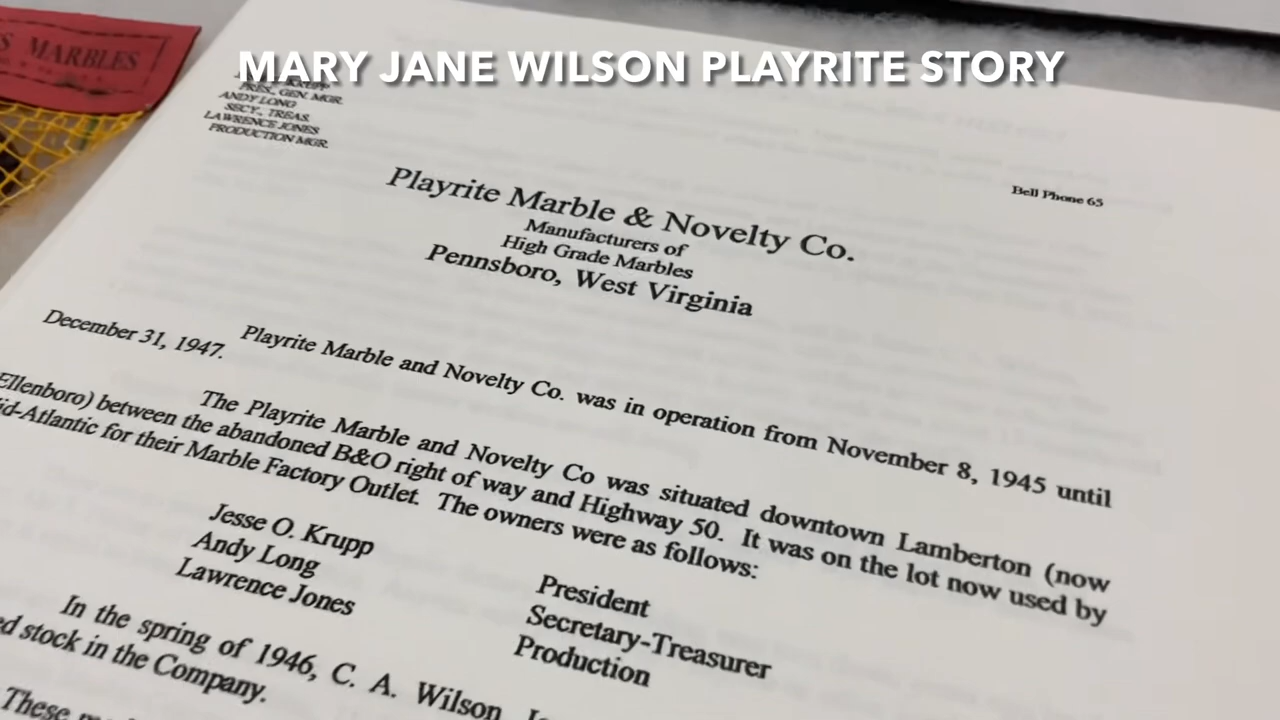 MARY JANE WILSON PLAYRITE STORY
MARBLES
PRES., GEN. MGR.
ANDY LONG
SECY., TREAS.
LAWRENCE JONES
PRODUCTION MGR.
Bell Phone 65
Playrite Marble & Novelty Co.
Manufacturers of
High Grade Marbles
Pennsboro, West Virginia
Playrite Marble and Novelty Co. was in operation from November 8, 1945 until
December 31, 1947.
The Playrite Marble and Novelty Co was situated downtown Lamberton (now
Ellenboro) between the abandoned B&O right of way and Highway 50. It was on the lot now used by
id-Atlantic for their Marble Factory Outlet. The owners were as follows:
Jesse O. Krupp President
Andy Long Secretary-Treasurer
Lawrence Jones Production
In the spring of 1946, C. A. Wilson
ed stock in the Company.
These